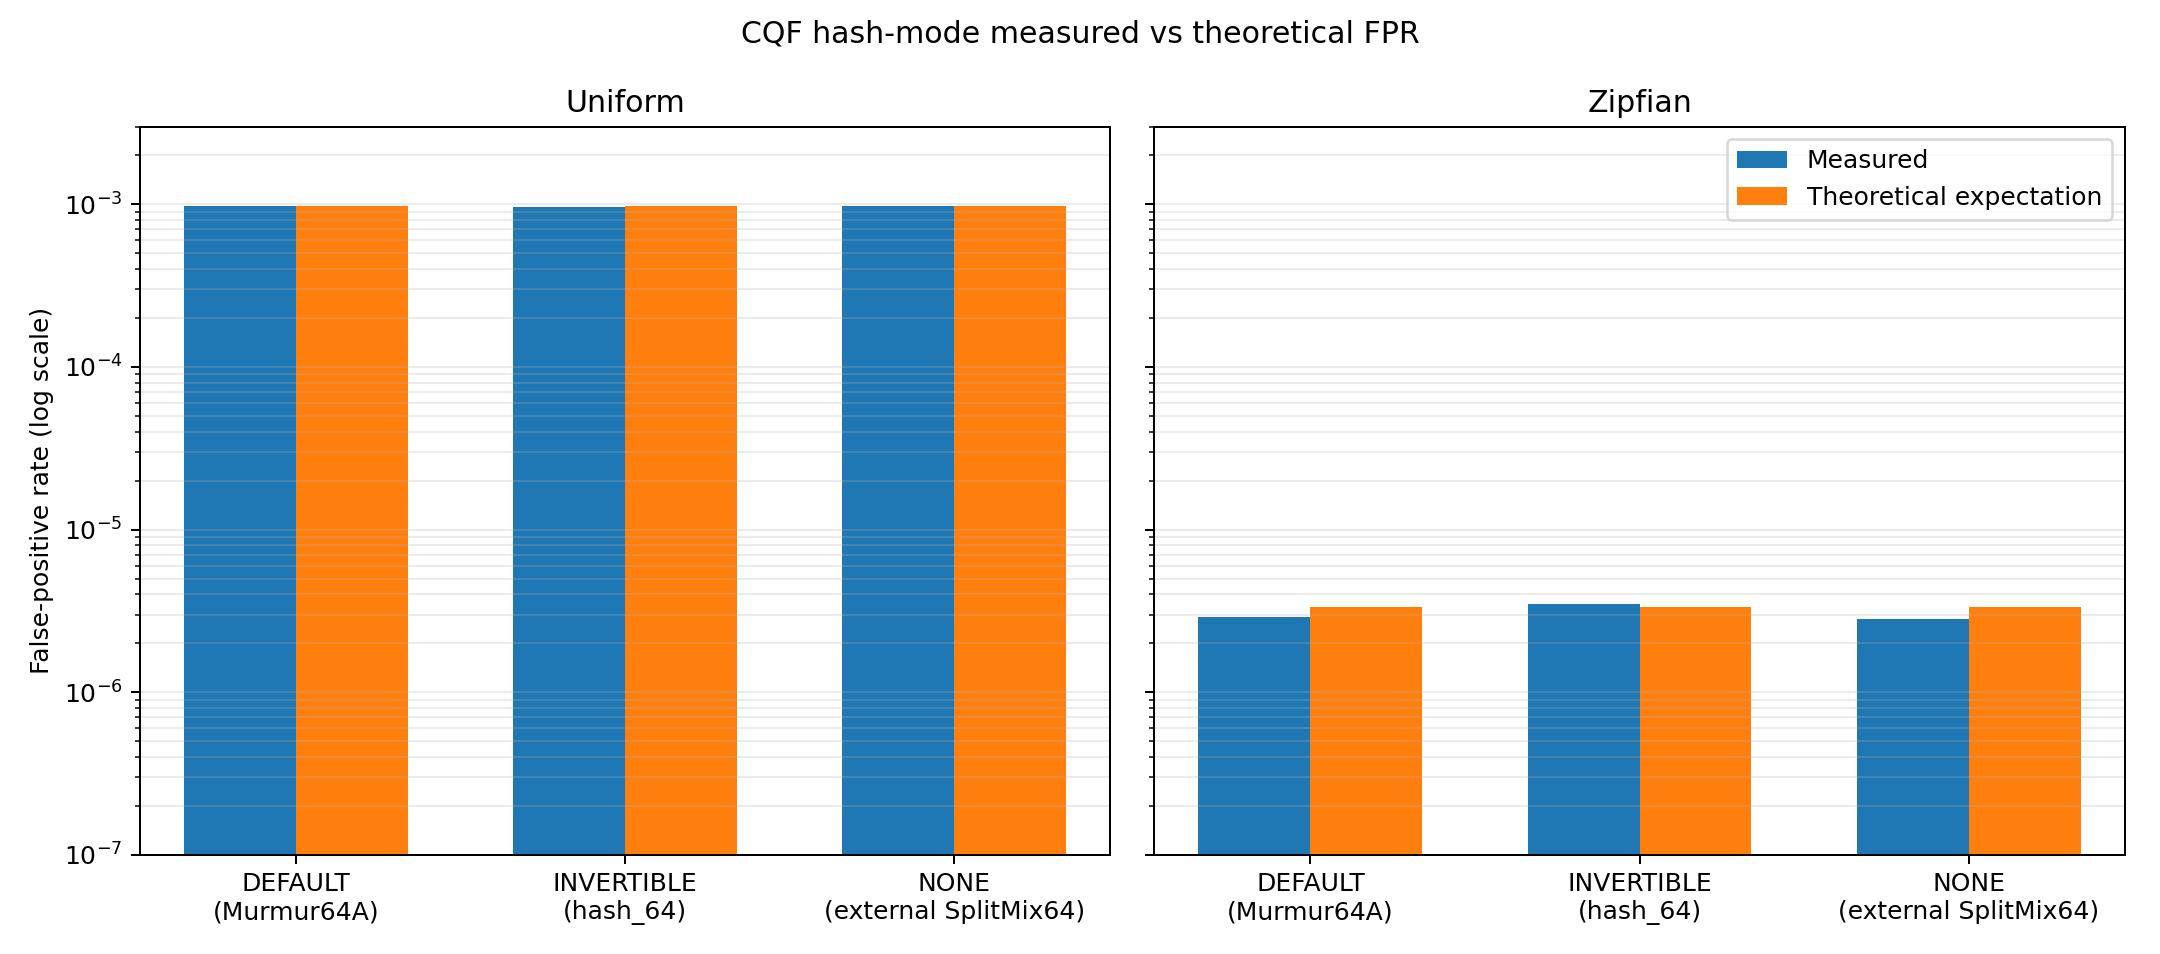 CQF hash-mode measured vs theoretical FPR
Uniform
Zipfian
Measured
Theoretical expectation
False-positive rate (log scale)
10⁻³
10⁻⁴
10⁻⁵
10⁻⁶
10⁻⁷
DEFAULT
(Murmur64A)
INVERTIBLE
(hash_64)
NONE
(external SplitMix64)
DEFAULT
(Murmur64A)
INVERTIBLE
(hash_64)
NONE
(external SplitMix64)